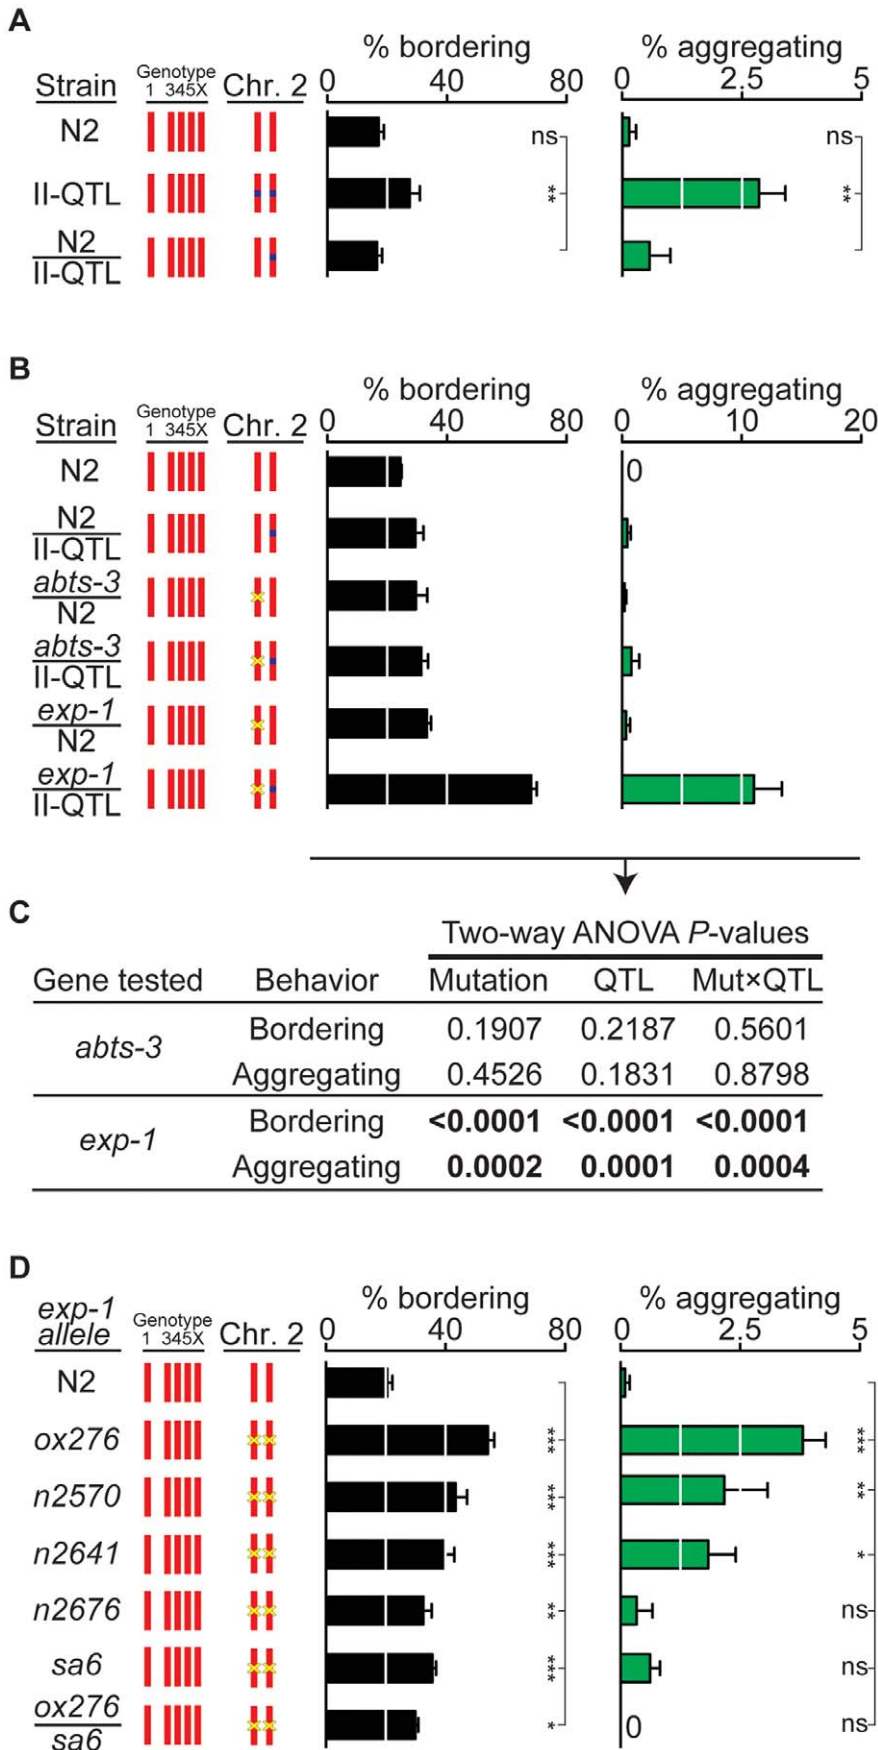 A
% bordering % aggregating
Strain Genotype 1 345X Chr. 2 0 40 80 0 2.5 5
N2 ns ns
II-QTL ** **
N2
II-QTL
B
% bordering % aggregating
Strain Genotype 1 345X Chr. 2 0 40 80 0 10 20
N2 0
N2
II-QTL
abts-3
N2
abts-3
II-QTL
exp-1
N2
exp-1
II-QTL
C
Two-way ANOVA P-values
Gene tested Behavior Mutation QTL Mut×QTL
abts-3
Bordering 0.1907 0.2187 0.5601
Aggregating 0.4526 0.1831 0.8798
exp-1
Bordering <0.0001 <0.0001 <0.0001
Aggregating 0.0002 0.0001 0.0004
D
% bordering % aggregating
exp-1
allele Genotype 1 345X Chr. 2 0 40 80 0 2.5 5
N2
ox276 *** ***
n2570 *** **
n2641 *** *
n2676 ** ns
sa6 *** ns
ox276
sa6 * 0 ns